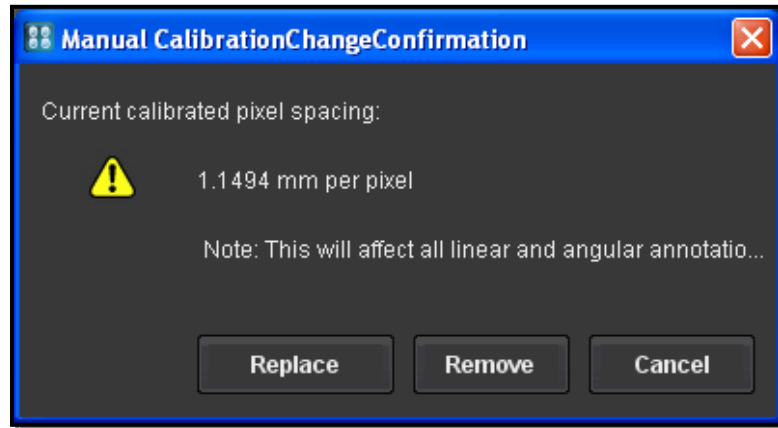 Manual CalibrationChangeConfirmation
Current calibrated pixel spacing:
1.1494 mm per pixel
Note: This will affect all linear and angular annotatio...
Replace Remove Cancel